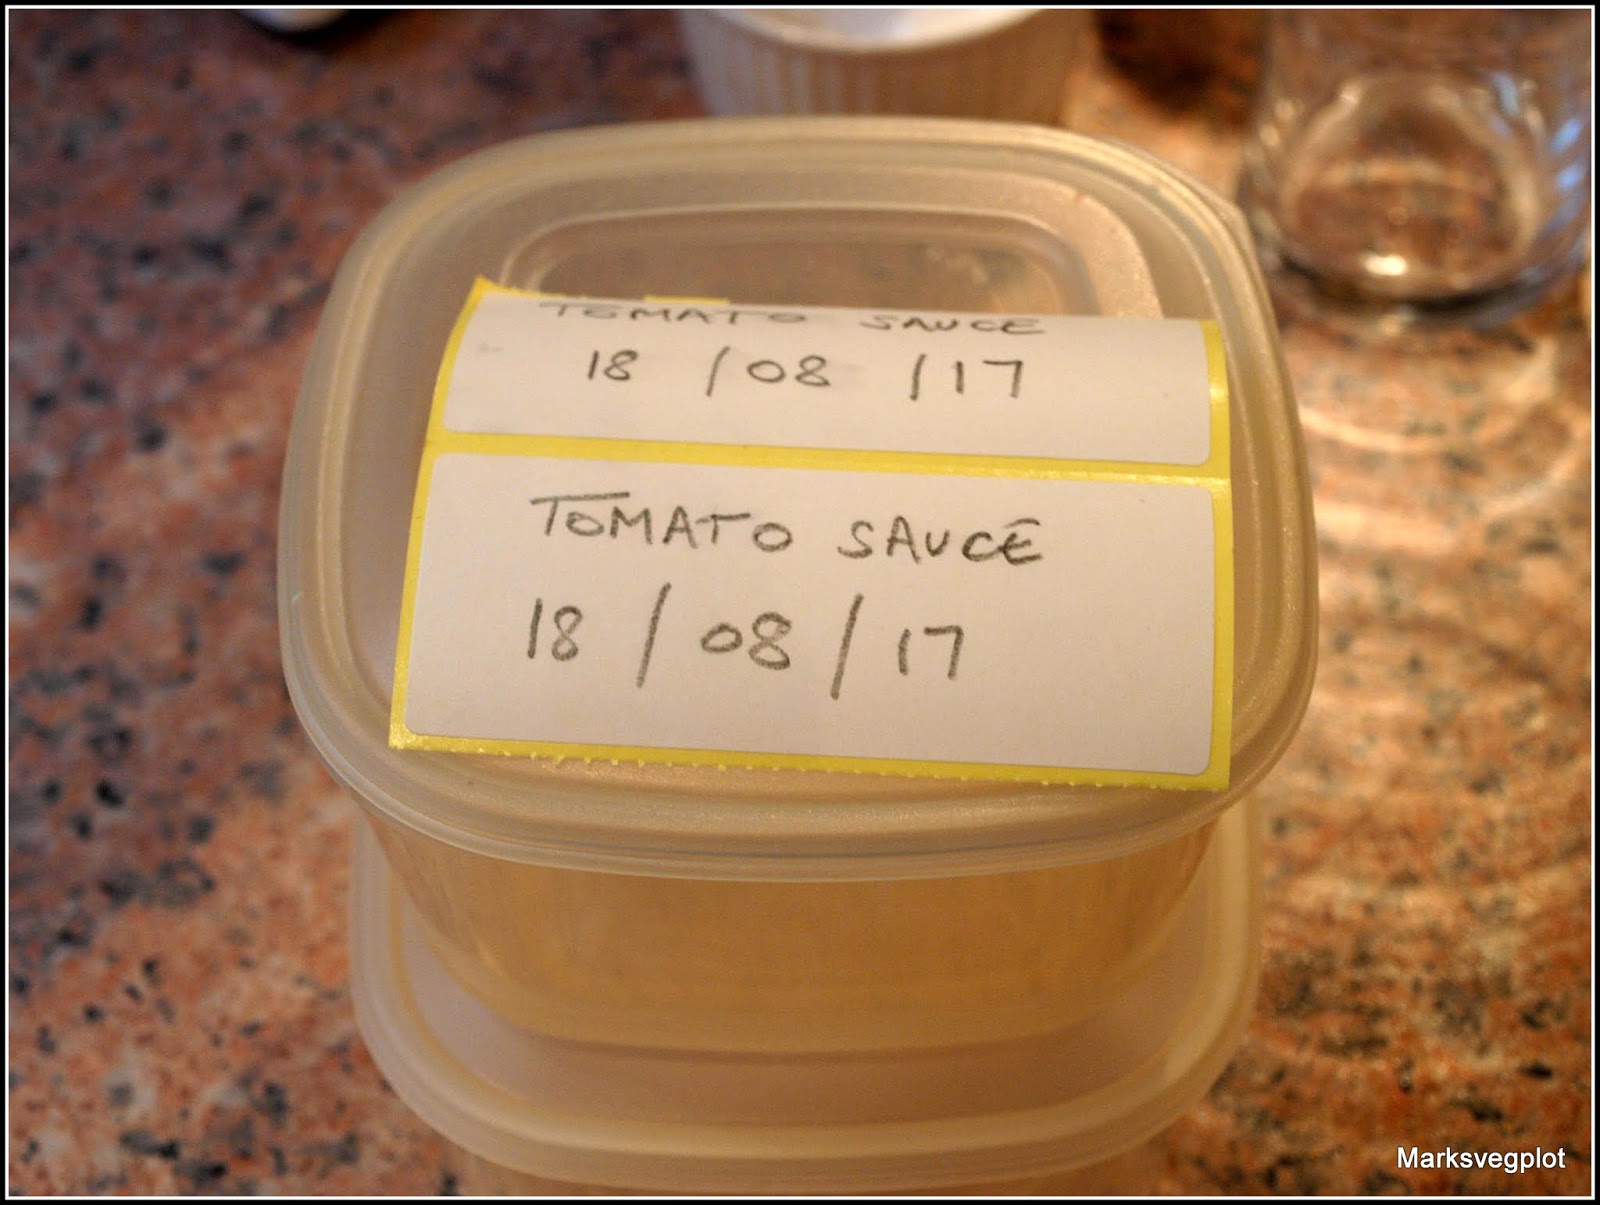 TOMATO SAUCE
18 / 08 / 17
TOMATO SAUCE
18 / 08 / 17
Marksvegplot